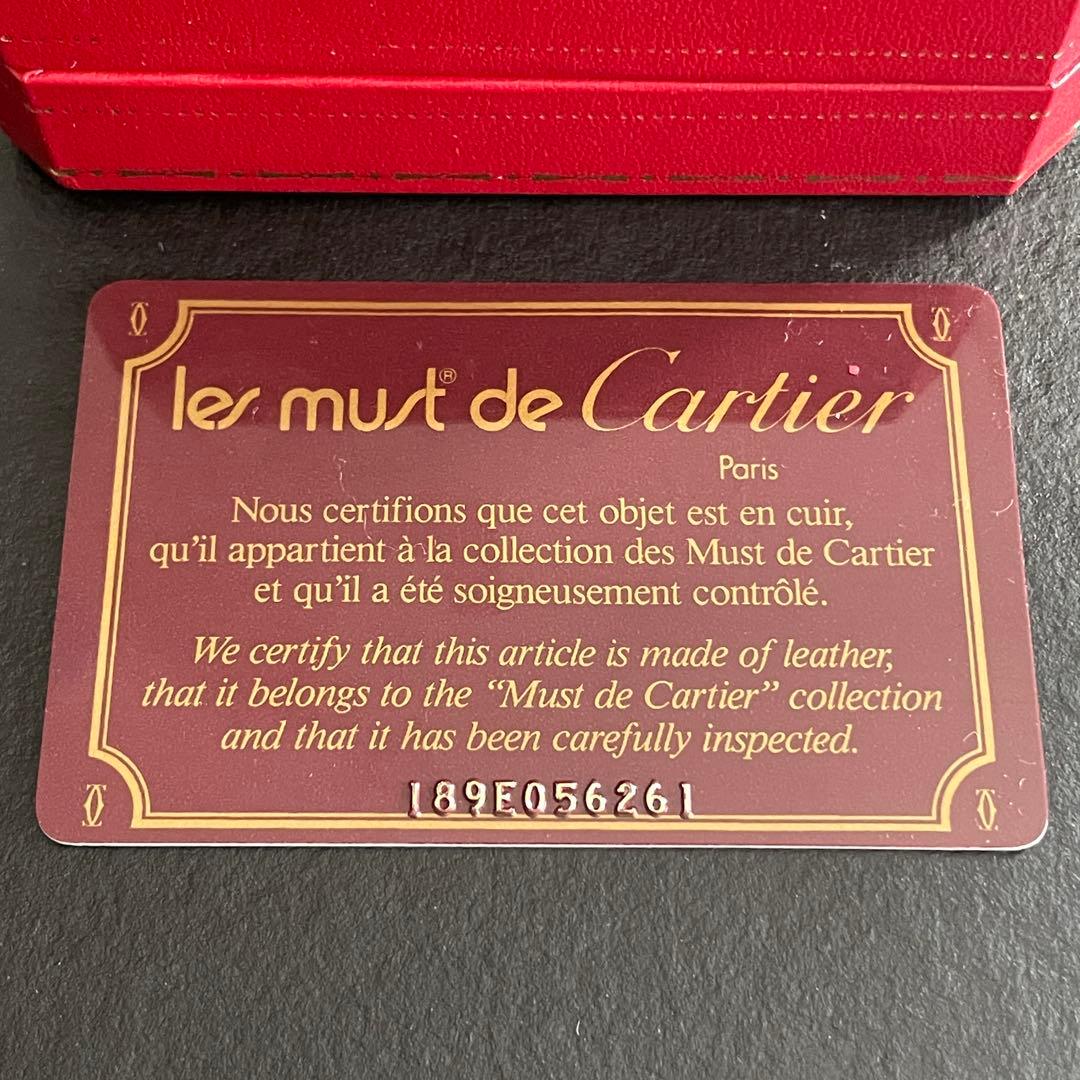 les must® de Cartier
Paris
Nous certifions que cet objet est en cuir,
qu'il appartient à la collection des Must de Cartier
et qu'il a été soigneusement contrôlé.
We certify that this article is made of leather,
that it belongs to the “Must de Cartier” collection
and that it has been carefully inspected.
189E056261